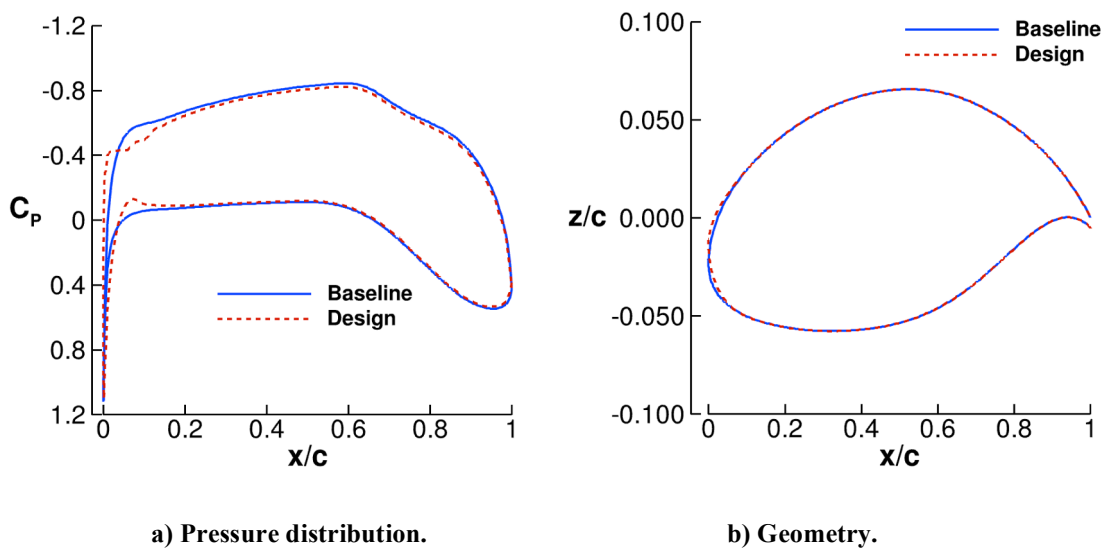 -1.2
-0.8
-0.4
0
0.4
0.8
1.2
C_P
0 0.2 0.4 0.6 0.8 1
x/c
Baseline
Design
a) Pressure distribution.
0.100
0.050
0.000
-0.050
-0.100
z/c
0 0.2 0.4 0.6 0.8 1
x/c
Baseline
Design
b) Geometry.